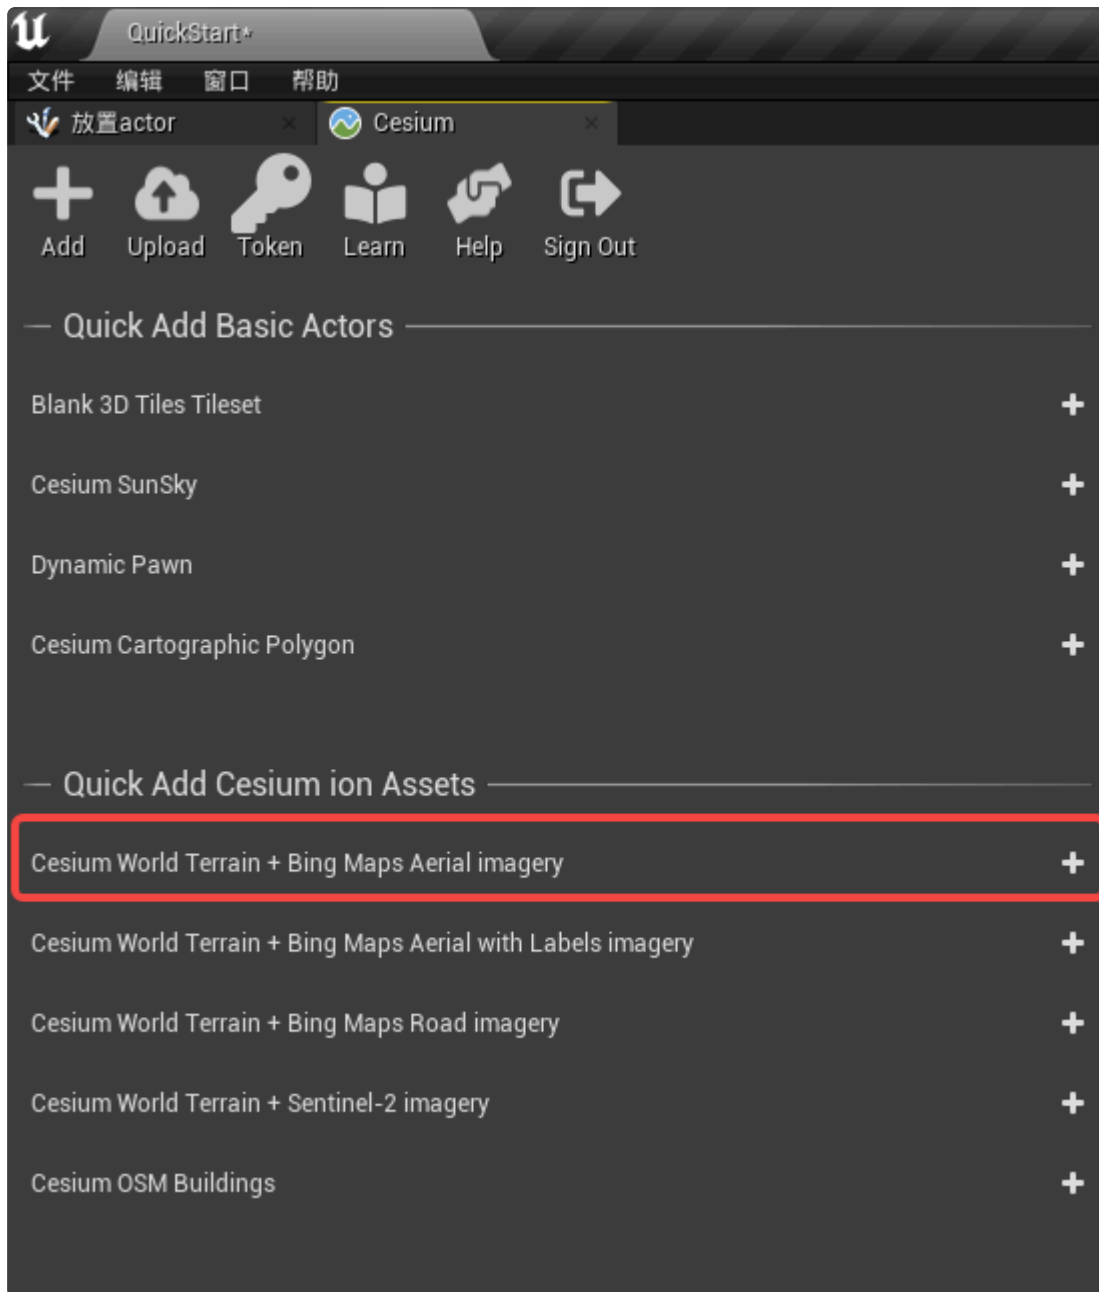 QuickStart*
文件 编辑 窗口 帮助
放置actor × Cesium ×
Add Upload Token Learn Help Sign Out
Quick Add Basic Actors
Blank 3D Tiles Tileset
Cesium SunSky
Dynamic Pawn
Cesium Cartographic Polygon
Quick Add Cesium ion Assets
Cesium World Terrain + Bing Maps Aerial imagery
Cesium World Terrain + Bing Maps Aerial with Labels imagery
Cesium World Terrain + Bing Maps Road imagery
Cesium World Terrain + Sentinel-2 imagery
Cesium OSM Buildings